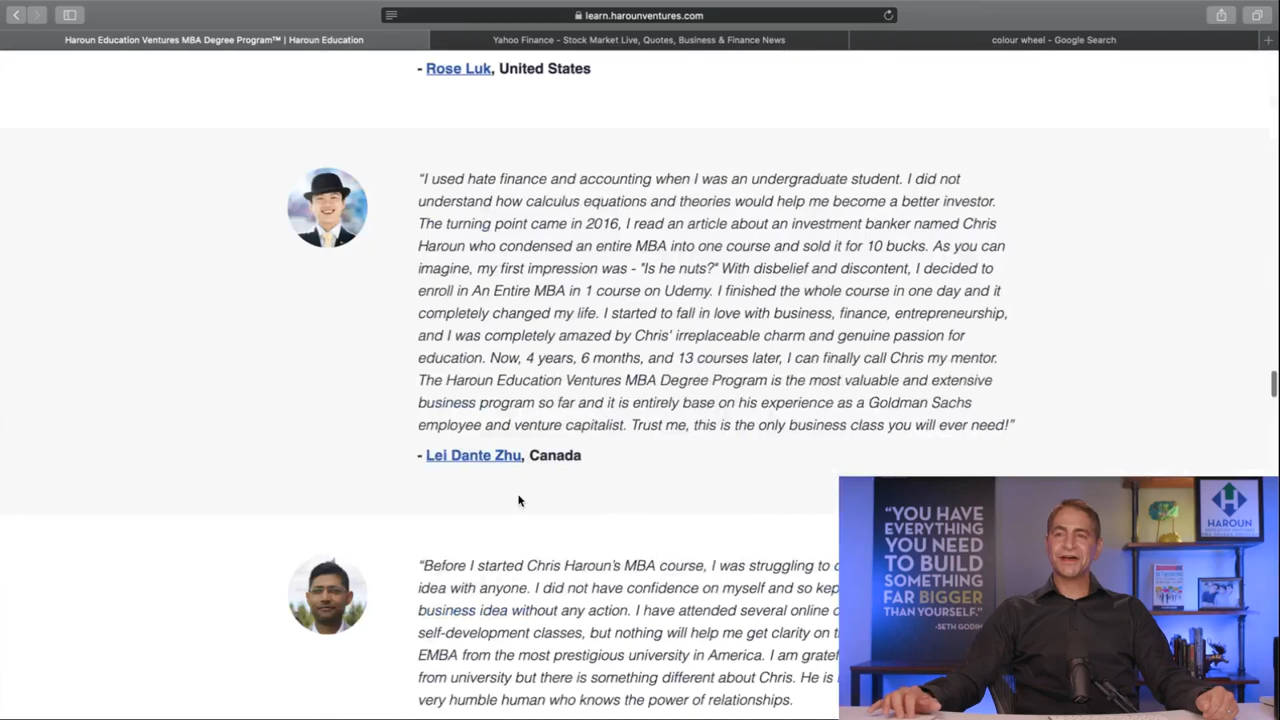 learn.harounventures.com
Haroun Education Ventures MBA Degree Program™ | Haroun Education
Yahoo Finance - Stock Market Live, Quotes, Business & Finance News
colour wheel - Google Search
- Rose Luk, United States
“I used hate finance and accounting when I was an undergraduate student. I did not
understand how calculus equations and theories would help me become a better investor.
The turning point came in 2016, I read an article about an investment banker named Chris
Haroun who condensed an entire MBA into one course and sold it for 10 bucks. As you can
imagine, my first impression was - "Is he nuts?" With disbelief and discontent, I decided to
enroll in An Entire MBA in 1 course on Udemy. I finished the whole course in one day and it
completely changed my life. I started to fall in love with business, finance, entrepreneurship,
and I was completely amazed by Chris' irreplaceable charm and genuine passion for
education. Now, 4 years, 6 months, and 13 courses later, I can finally call Chris my mentor.
The Haroun Education Ventures MBA Degree Program is the most valuable and extensive
business program so far and it is entirely base on his experience as a Goldman Sachs
employee and venture capitalist. Trust me, this is the only business class you will ever need!”
- Lei Dante Zhu, Canada
“Before I started Chris Haroun’s MBA course, I was struggling to
idea with anyone. I did not have confidence on myself and so kep
business idea without any action. I have attended several online
self-development classes, but nothing will help me get clarity on
EMBA from the most prestigious university in America. I am gratef
from university but there is something different about Chris. He is
very humble human who knows the power of relationships.
"YOU HAVE
EVERYTHING
YOU NEED
TO BUILD
SOMETHING
FAR BIGGER
THAN YOURSELF."
-SETH GODIN
HAROUN